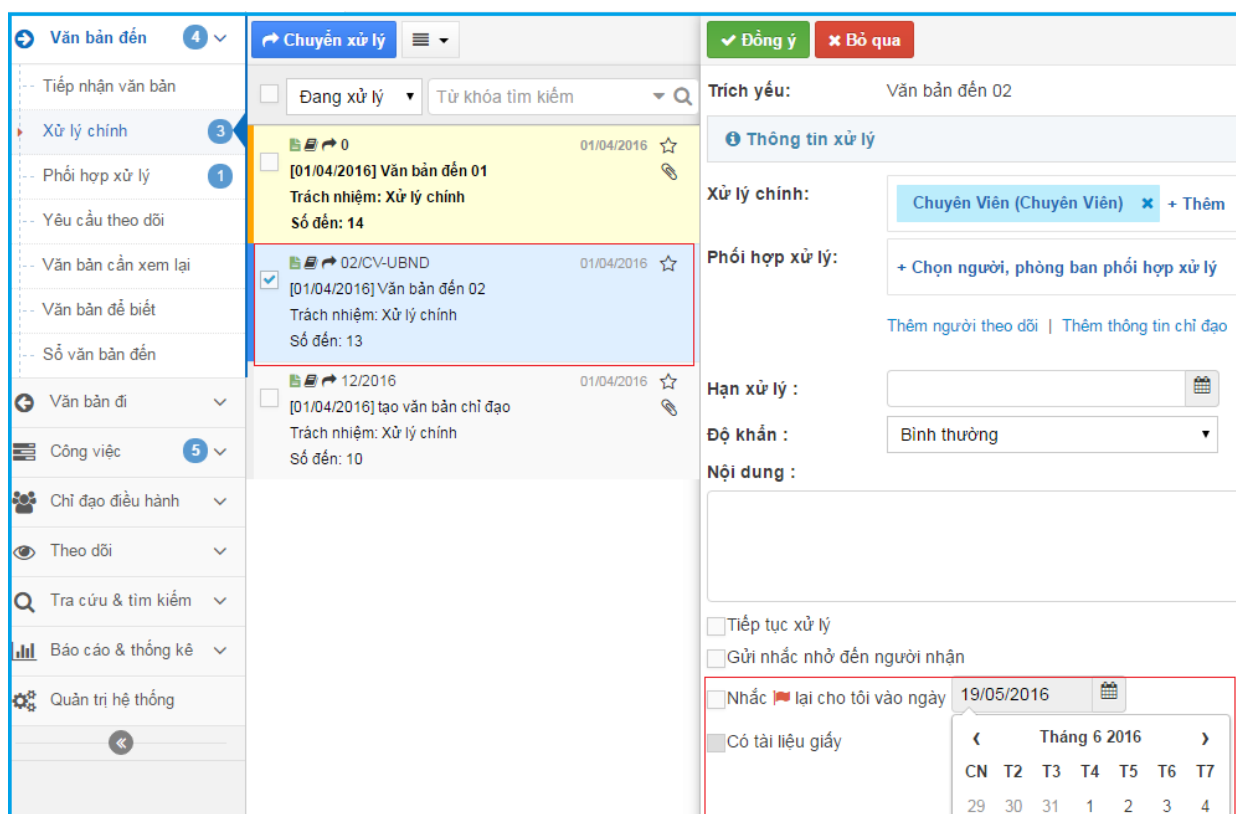 Văn bản đến 4
Tiếp nhận văn bản
Xử lý chính 3
Phối hợp xử lý 1
Yêu cầu theo dõi
Văn bản cần xem lại
Văn bản để biết
Sổ văn bản đến
Văn bản đi
Công việc 5
Chỉ đạo điều hành
Theo dõi
Tra cứu & tìm kiếm
Báo cáo & thống kê
Quản trị hệ thống
Chuyển xử lý
Đang xử lý Từ khóa tìm kiếm
0 01/04/2016
[01/04/2016] Văn bản đến 01
Trách nhiệm: Xử lý chính
Số đến: 14
02/CV-UBND 01/04/2016
[01/04/2016] Văn bản đến 02
Trách nhiệm: Xử lý chính
Số đến: 13
12/2016 01/04/2016
[01/04/2016] tạo văn bản chỉ đạo
Trách nhiệm: Xử lý chính
Số đến: 10
Đồng ý Bỏ qua
Trích yếu: Văn bản đến 02
Thông tin xử lý
Xử lý chính: Chuyên Viên (Chuyên Viên) × + Thêm
Phối hợp xử lý: + Chọn người, phòng ban phối hợp xử lý
Thêm người theo dõi | Thêm thông tin chỉ đạo
Hạn xử lý :
Độ khẩn : Bình thường
Nội dung :
Tiếp tục xử lý
Gửi nhắc nhở đến người nhận
Nhắc lại cho tôi vào ngày 19/05/2016
Có tài liệu giấy
‹ Tháng 6 2016 ›
CN T2 T3 T4 T5 T6 T7
29 30 31 1 2 3 4